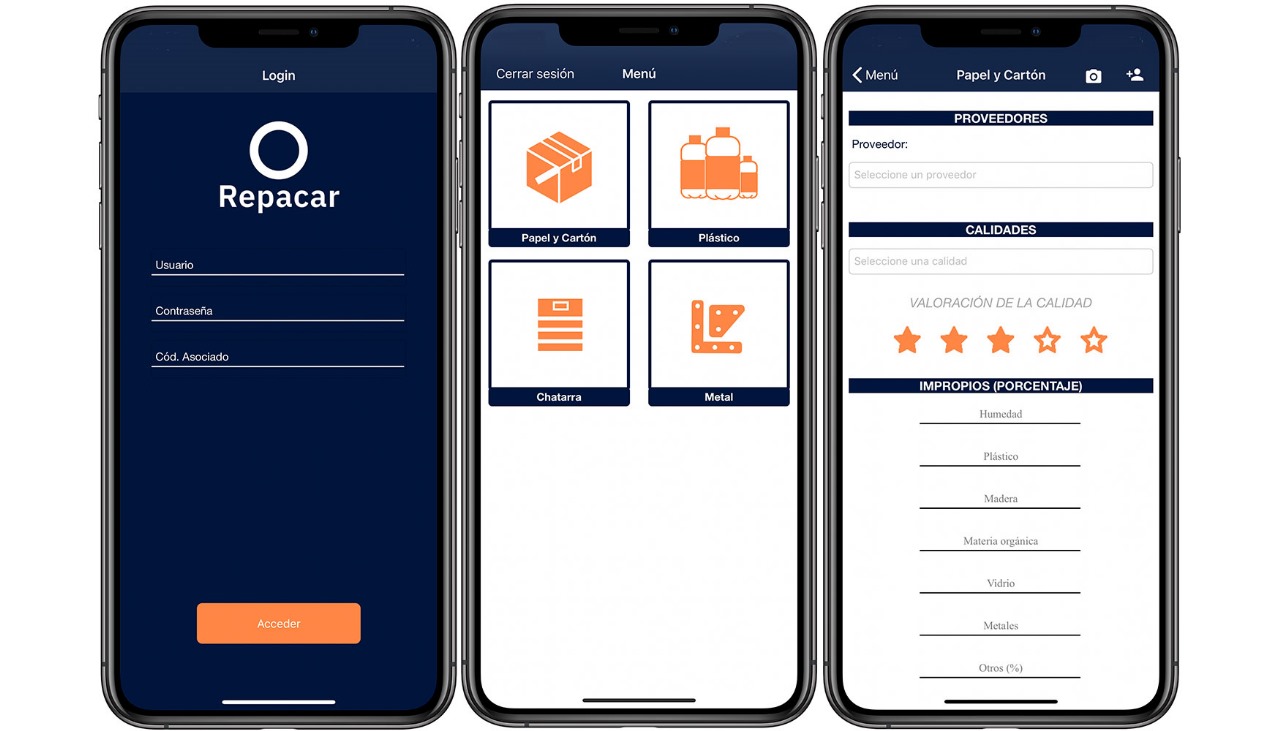 Login
Repacar
Usuario
Contraseña
Cód. Asociado
Acceder
Cerrar sesión Menú
Papel y Cartón Plástico
Chatarra Metal
Menú Papel y Cartón
PROVEEDORES
Proveedor:
Seleccione un proveedor
CALIDADES
Seleccione una calidad
VALORACIÓN DE LA CALIDAD
IMPROPIOS (PORCENTAJE)
Humedad
Plástico
Madera
Materia orgánica
Vidrio
Metales
Otros (%)